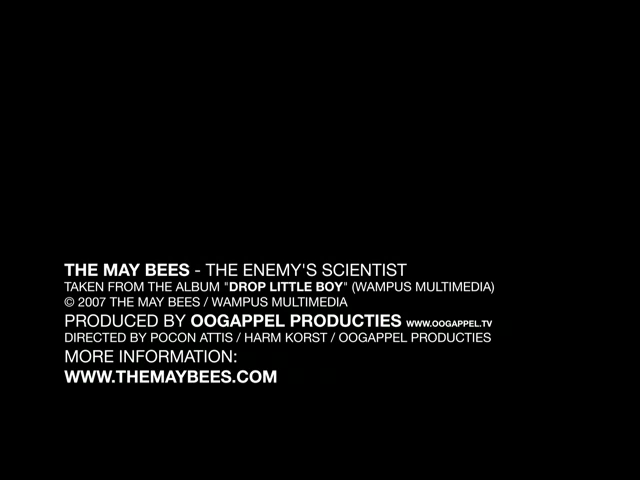 THE MAY BEES - THE ENEMY'S SCIENTIST
TAKEN FROM THE ALBUM "DROP LITTLE BOY" (WAMPUS MULTIMEDIA)
© 2007 THE MAY BEES / WAMPUS MULTIMEDIA
PRODUCED BY OOGAPPEL PRODUCTIES WWW.OOGAPPEL.TV
DIRECTED BY POCON ATTIS / HARM KORST / OOGAPPEL PRODUCTIES
MORE INFORMATION:
WWW.THEMAYBEES.COM